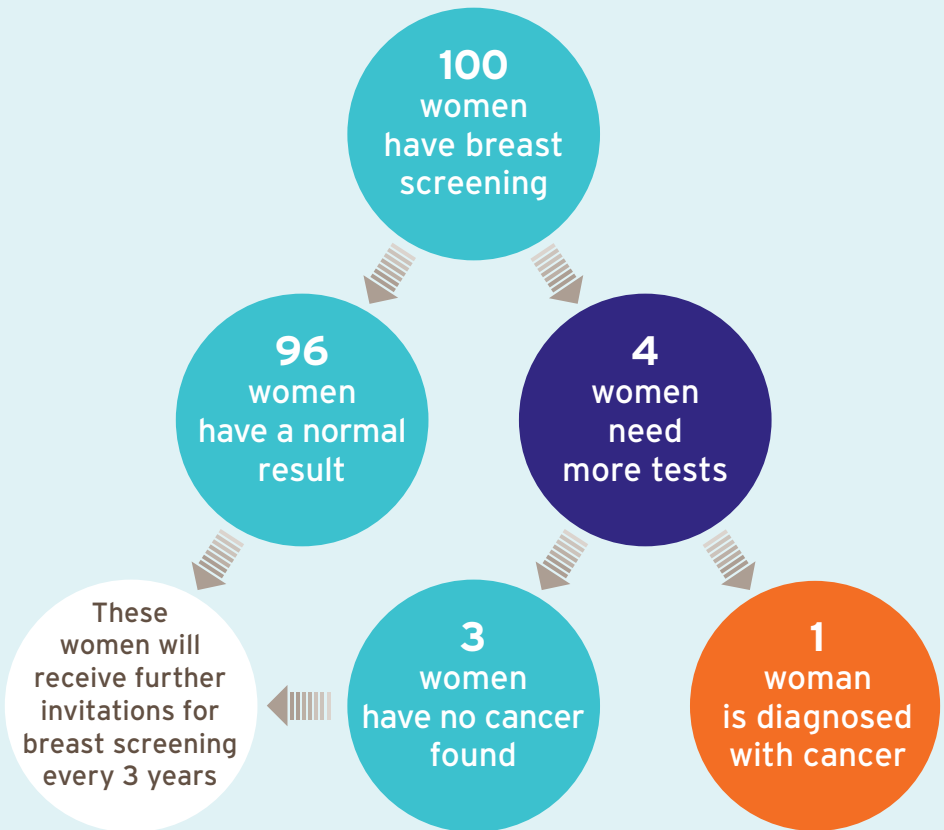 100
women
have breast
screening
96
women
have a normal
result
4
women
need
more tests
These
women will
receive further
invitations for
breast screening
every 3 years
3
women
have no cancer
found
1
woman
is diagnosed
with cancer